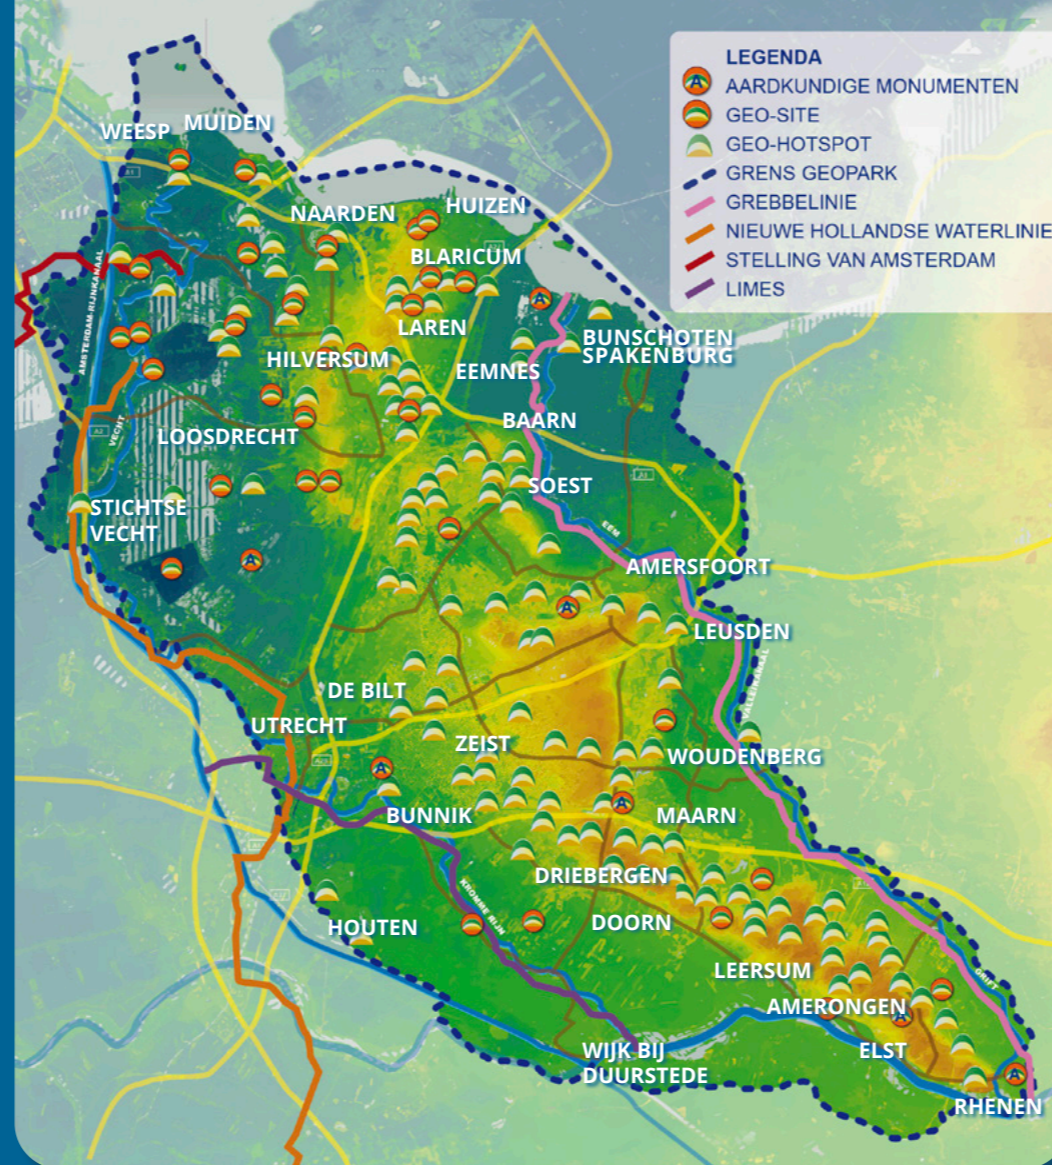 LEGENDA
AARDKUNDIGE MONUMENTEN
GEO-SITE
GEO-HOTSPOT
GRENS GEOPARK
GREBBELINIE
NIEUWE HOLLANDSE WATERLINIE
STELLING VAN AMSTERDAM
LIMES
WEESP
MUIDEN
A1
NAARDEN
HUIZEN
BLARICUM
AMSTERDAM-RIJNKANAAL
LAREN
BUNSCHOTEN
SPAKENBURG
HILVERSUM
EEMNES
BAARN
A2
VECHT
LOOSDRECHT
A1
SOEST
STICHTSE
VECHT
EEM
AMERSFOORT
LEUSDEN
VALLEIKANAAL
DE BILT
UTRECHT
ZEIST
WOUDENBERG
BUNNIK
MAARN
DRIEBERGEN
KROMME RIJN
HOUTEN
DOORN
LEERSUM
GRIFT
AMERONGEN
WIJK BIJ
DUURSTEDE
ELST
RHENEN